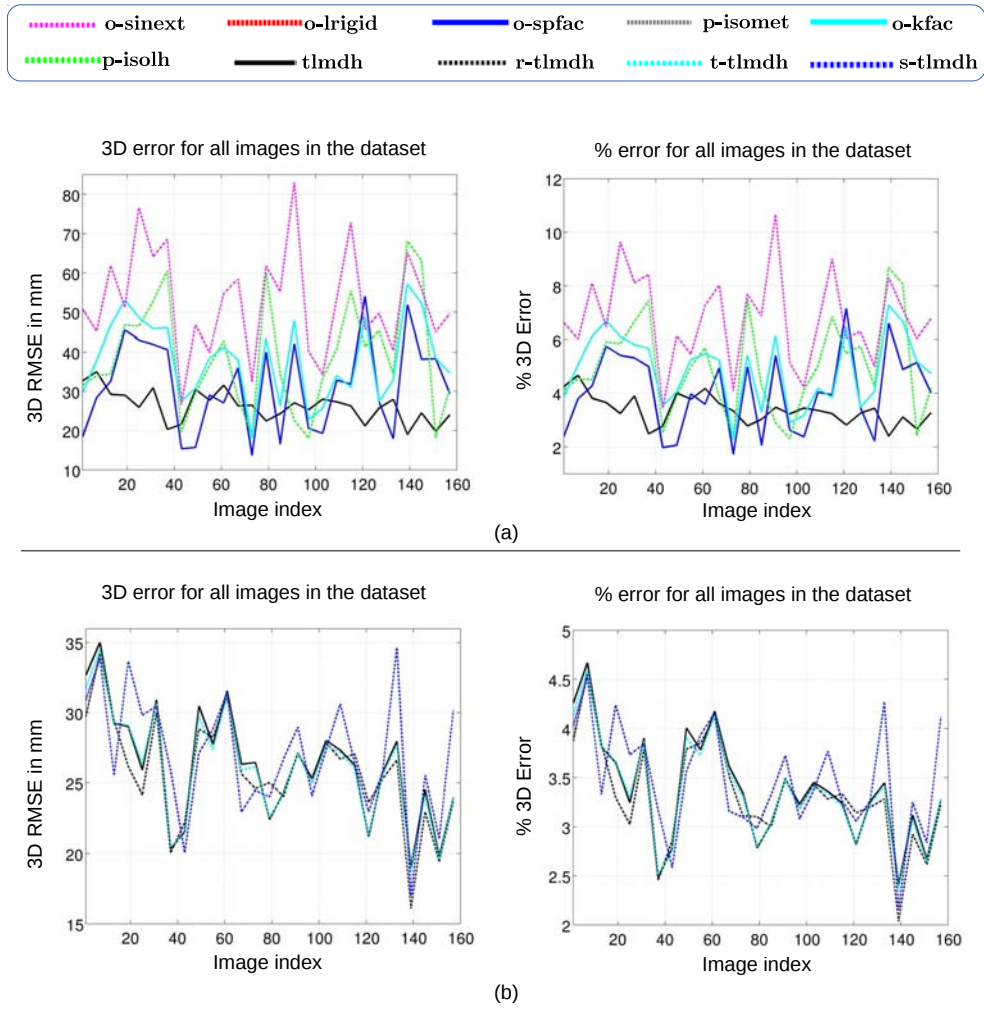 o-sinext o-lrigid o-spfac p-isomet o-kfac
p-isolh tlmdh r-tlmdh t-tlmdh s-tlmdh
3D error for all images in the dataset
80
70
60
50
40
30
20
10
3D RMSE in mm
20 40 60 80 100 120 140 160
Image index
% error for all images in the dataset
12
10
8
6
4
2
% 3D Error
20 40 60 80 100 120 140 160
Image index
(a)
3D error for all images in the dataset
35
30
25
20
15
3D RMSE in mm
20 40 60 80 100 120 140 160
Image index
% error for all images in the dataset
5
4.5
4
3.5
3
2.5
2
% 3D Error
20 40 60 80 100 120 140 160
Image index
(b)